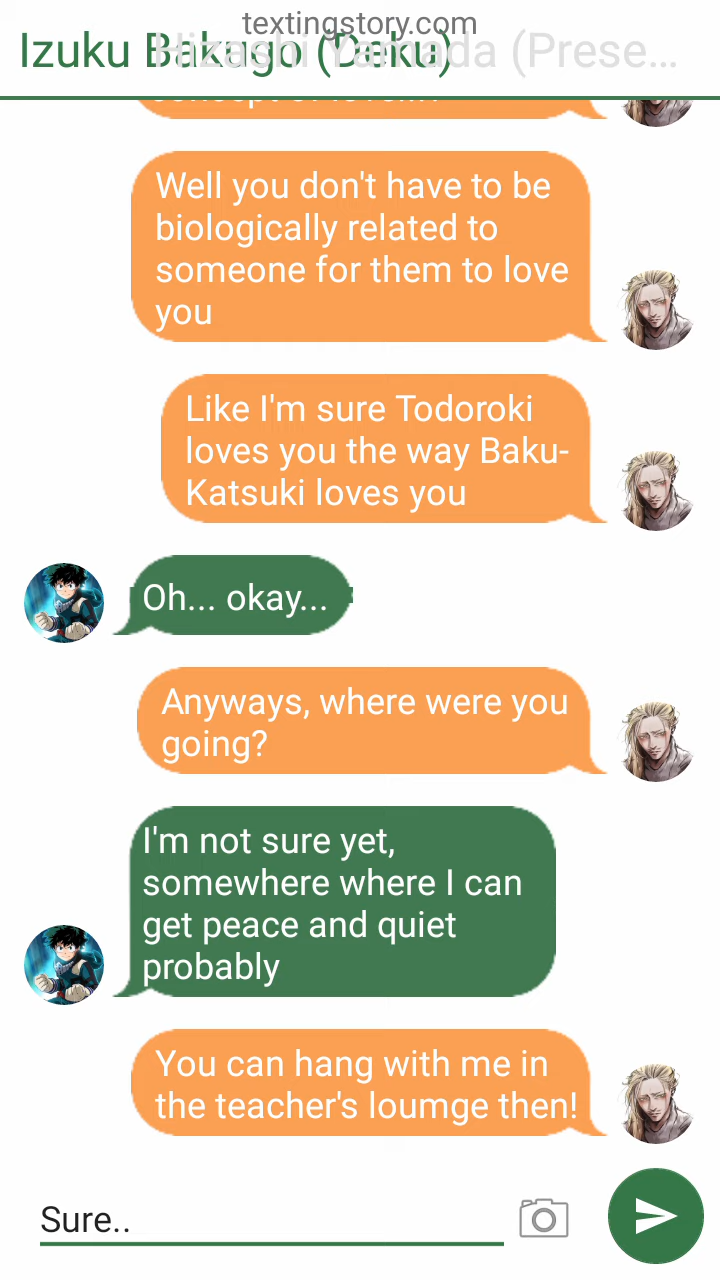 textingstory.com
Izuku Bakugo (Deku)
Hizashi Yamada (Prese...
Well you don't have to be
biologically related to
someone for them to love
you
Like I'm sure Todoroki
loves you the way Baku-
Katsuki loves you
Oh... okay...
Anyways, where were you
going?
I'm not sure yet,
somewhere where I can
get peace and quiet
probably
You can hang with me in
the teacher's loumge then!
Sure..